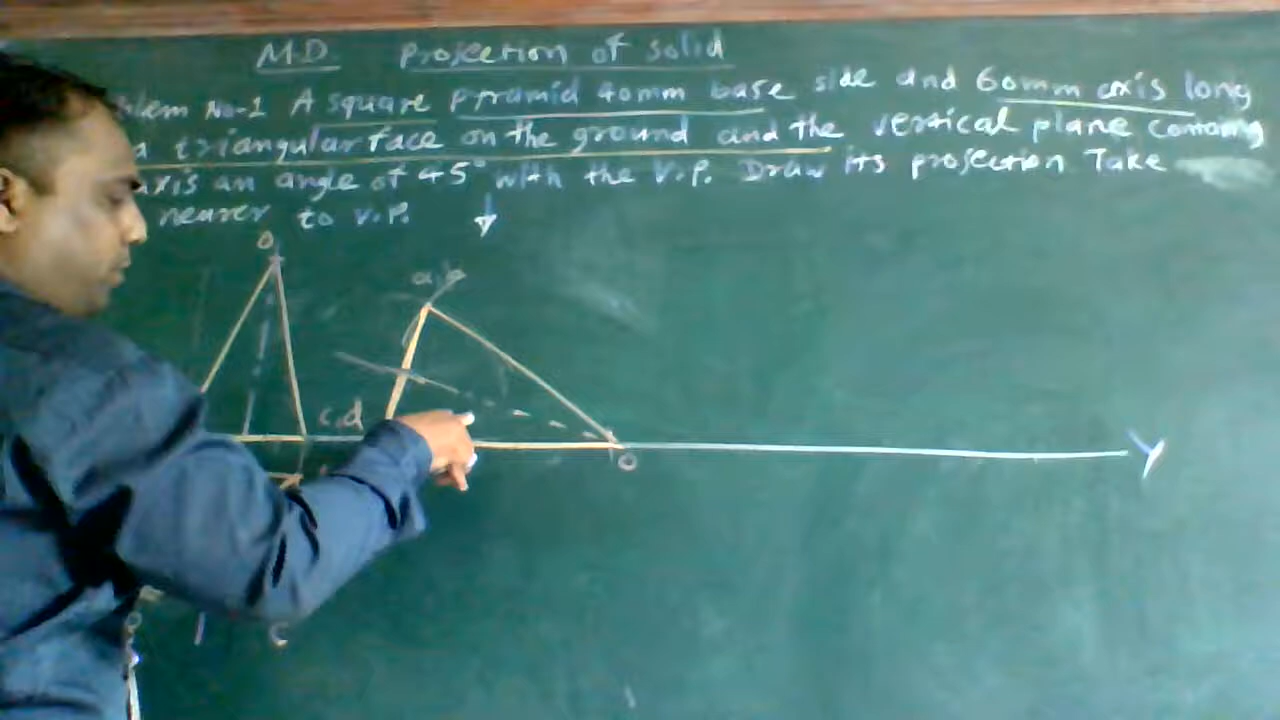 M.D Projection of solid
No-1 A square pyramid 40mm base side and 60mm axis long
a triangular face on the ground and the vertical plane containing
axis an angle of 45° with the V.P. Draw its projection Take
nearer to V.P.
o
a,b
c,d
o
Y
c